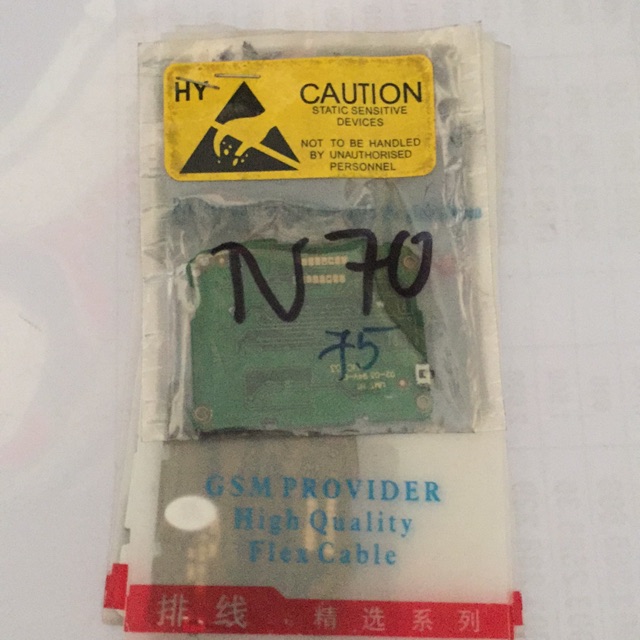 HY
CAUTION
STATIC SENSITIVE
DEVICES
NOT TO BE HANDLED
BY UNAUTHORISED
PERSONNEL
N 70
75
GSM PROVIDER
High Quality
Flex Cable
排线 . 精选系列